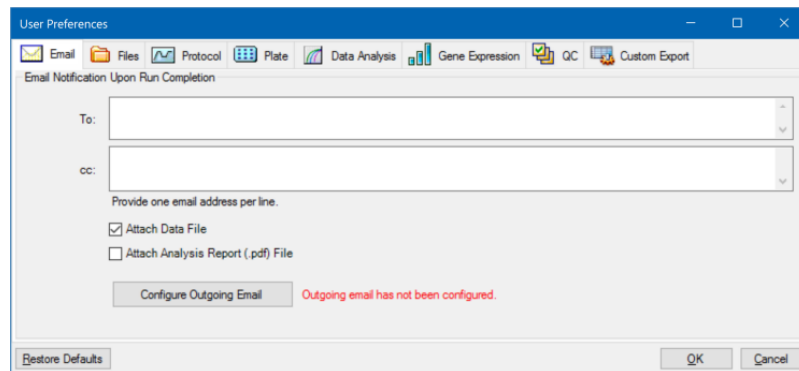 User Preferences
Email Files Protocol Plate Data Analysis Gene Expression QC Custom Export
Email Notification Upon Run Completion
To:
cc:
Provide one email address per line.
Attach Data File
Attach Analysis Report (.pdf) File
Configure Outgoing Email Outgoing email has not been configured.
Restore Defaults OK Cancel